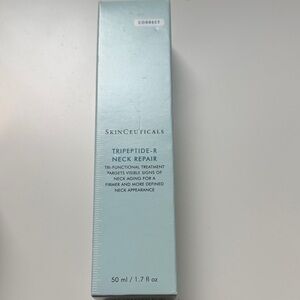 CORRECT
SKINCEUTICALS
TRIPEPTIDE-R
NECK REPAIR
TRI-FUNCTIONAL TREATMENT
TARGETS VISIBLE SIGNS OF
NECK AGING FOR A
FIRMER AND MORE DEFINED
NECK APPEARANCE
50 ml / 1.7 fl oz